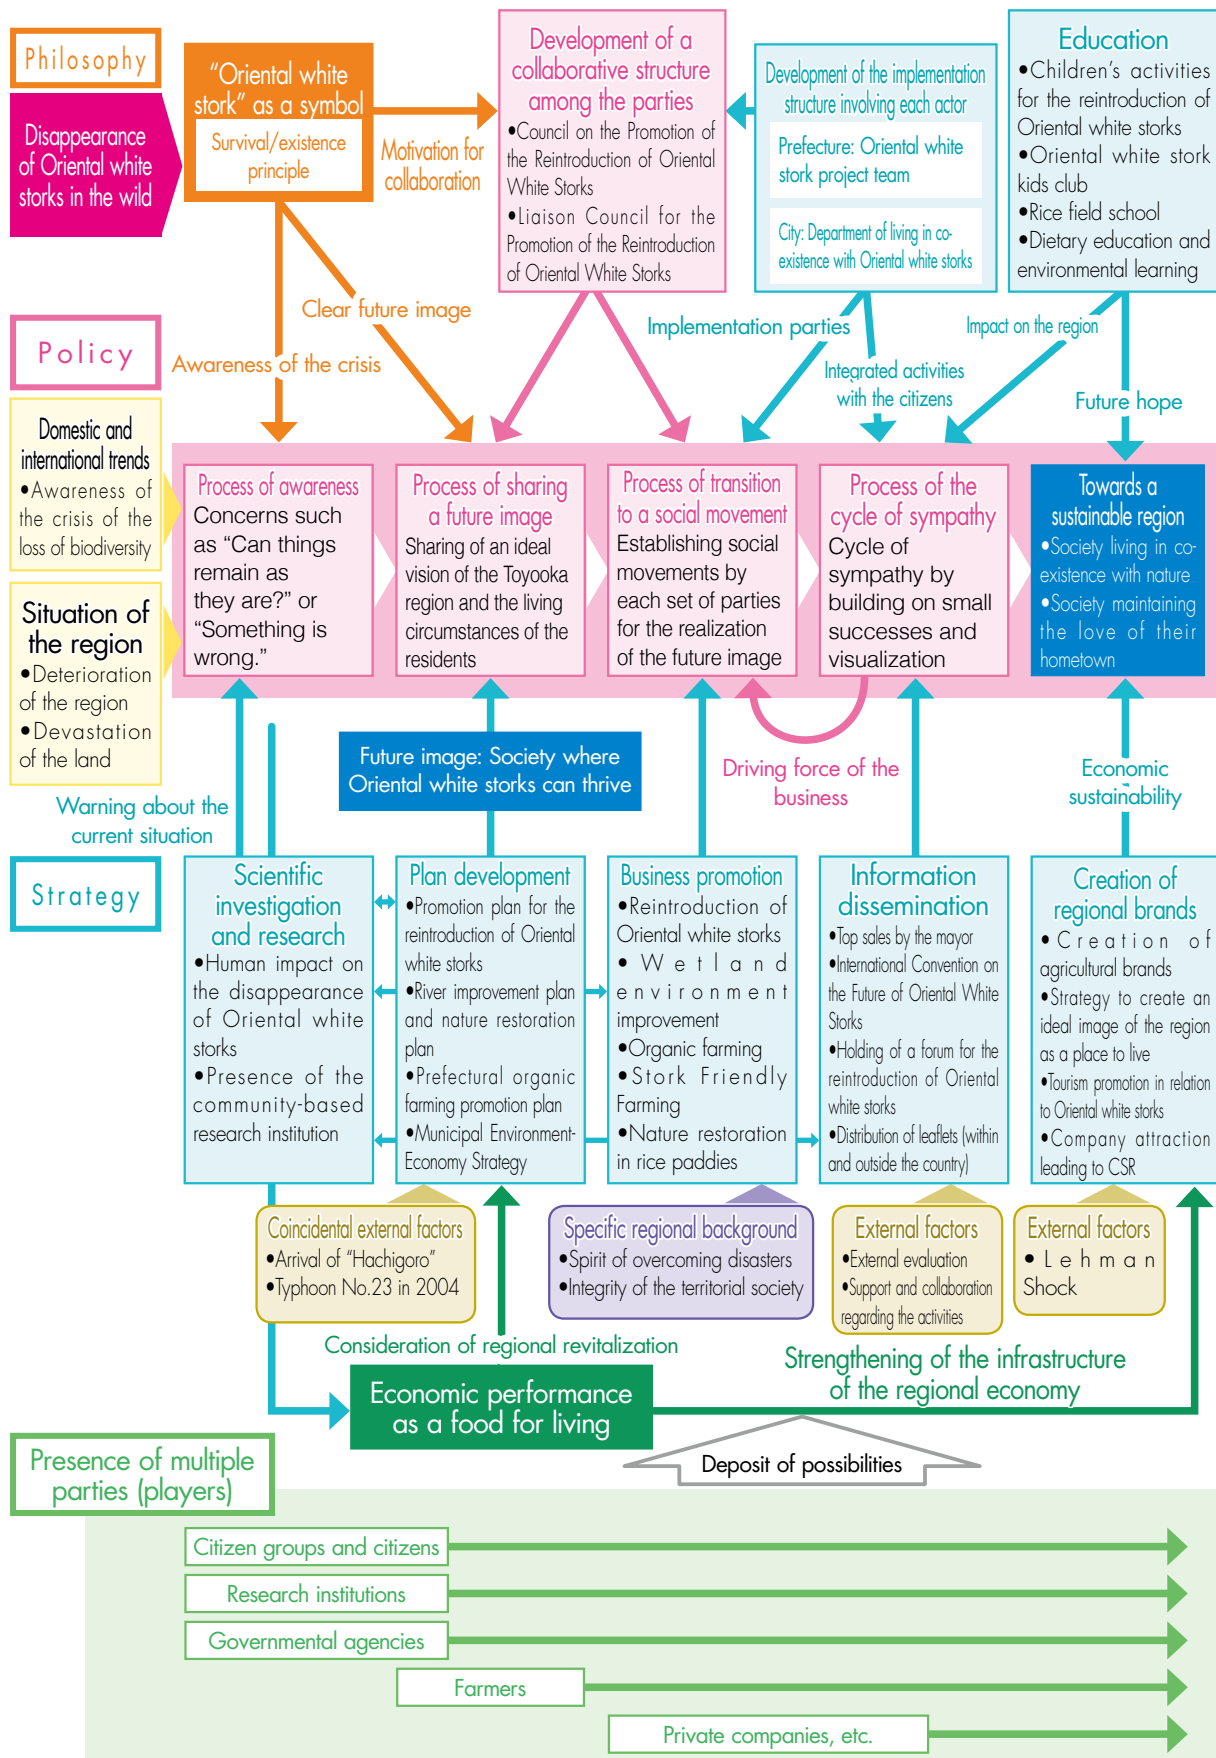 Philosophy
Disappearance
of Oriental white
storks in the wild
“Oriental white
stork” as a symbol
Survival/existence
principle
Motivation for
collaboration
Development of a
collaborative structure
among the parties
•Council on the Promotion of
the Reintroduction of Oriental
White Storks
•Liaison Council for the
Promotion of the Reintroduction
of Oriental White Storks
Development of the implementation
structure involving each actor
Prefecture: Oriental white
stork project team
City: Department of living in co-
existence with Oriental white storks
Education
•Children’s activities
for the reintroduction of
Oriental white storks
•Oriental white stork
kids club
•Rice field school
•Dietary education and
environmental learning
Clear future image
Awareness of the crisis
Implementation parties
Integrated activities
with the citizens
Impact on the region
Future hope
Policy
Domestic and
international trends
•Awareness of
the crisis of the
loss of biodiversity
Situation of
the region
•Deterioration
of the region
•Devastation
of the land
Process of awareness
Concerns such
as “Can things
remain as
they are?” or
“Something is
wrong.”
Process of sharing
a future image
Sharing of an ideal
vision of the Toyooka
region and the living
circumstances of the
residents
Process of transition
to a social movement
Establishing social
movements by
each set of parties
for the realization
of the future image
Process of the
cycle of sympathy
Cycle of
sympathy by
building on small
successes and
visualization
Towards a
sustainable region
•Society living in co-
existence with nature
•Society maintaining
the love of their
hometown
Warning about the
current situation
Future image: Society where
Oriental white storks can thrive
Driving force of the
business
Economic
sustainability
Strategy
Scientific
investigation
and research
•Human impact on
the disappearance
of Oriental white
storks
•Presence of the
community-based
research institution
Plan development
•Promotion plan for the
reintroduction of Oriental
white storks
•River improvement plan
and nature restoration
plan
•Prefectural organic
farming promotion plan
•Municipal Environment-
Economy Strategy
Business promotion
•Reintroduction of
Oriental white storks
•Wetland
environment
improvement
•Organic farming
•Stork Friendly
Farming
•Nature restoration
in rice paddies
Information
dissemination
•Top sales by the mayor
•International Convention on
the Future of Oriental White
Storks
•Holding of a forum for the
reintroduction of Oriental
white storks
•Distribution of leaflets (within
and outside the country)
Creation of
regional brands
•Creation of
agricultural brands
•Strategy to create an
ideal image of the region
as a place to live
•Tourism promotion in relation
to Oriental white storks
•Company attraction
leading to CSR
Coincidental external factors
•Arrival of “Hachigoro”
•Typhoon No.23 in 2004
Specific regional background
•Spirit of overcoming disasters
•Integrity of the territorial society
External factors
•External evaluation
•Support and collaboration
regarding the activities
External factors
•Lehman
Shock
Consideration of regional revitalization
Economic performance
as a food for living
Strengthening of the infrastructure
of the regional economy
Deposit of possibilities
Presence of multiple
parties (players)
Citizen groups and citizens
Research institutions
Governmental agencies
Farmers
Private companies, etc.